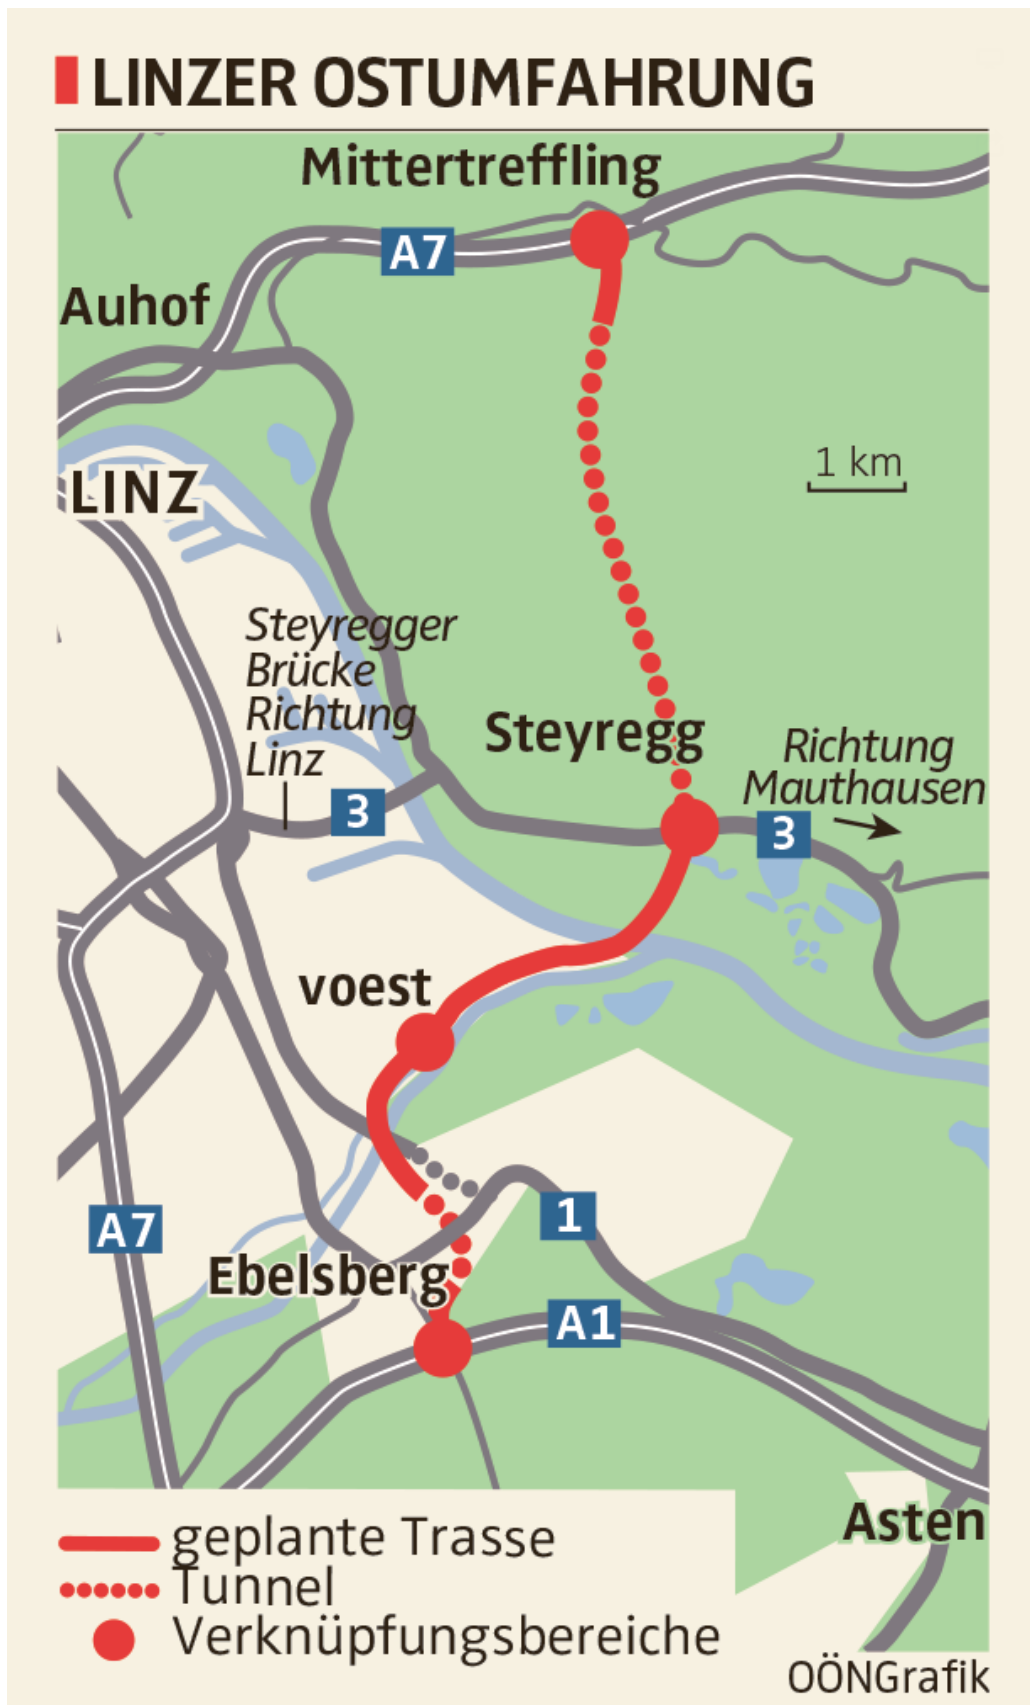 LINZER OSTUMFAHRUNG
Mittertreffling
A7
Auhof
1 km
LINZ
Steyregger
Brücke
Richtung
Linz
3
Steyregg
Richtung
Mauthausen
3
voest
A7
1
Ebelsberg
A1
Asten
geplante Trasse
Tunnel
Verknüpfungsbereiche
OÖNGrafik